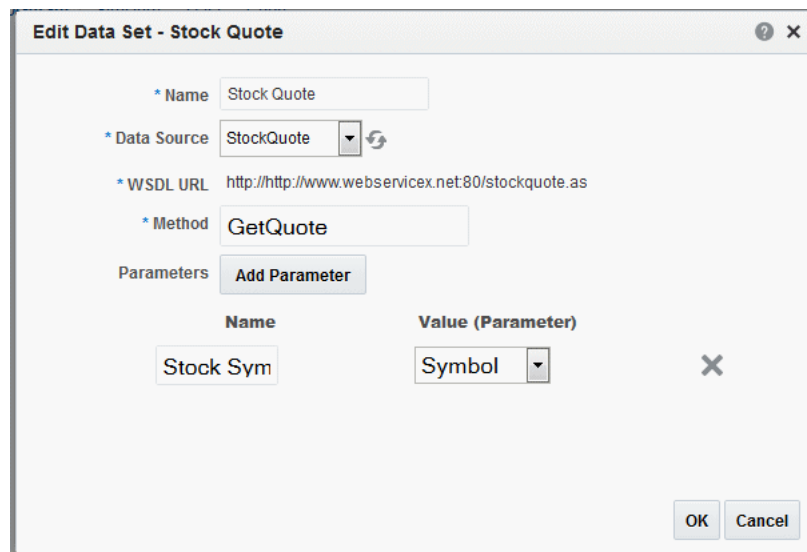 Edit Data Set - Stock Quote
* Name Stock Quote
* Data Source StockQuote
* WSDL URL http://http://www.webservicex.net:80/stockquote.as
* Method GetQuote
Parameters Add Parameter
Name Value (Parameter)
Stock Sym Symbol
OK Cancel